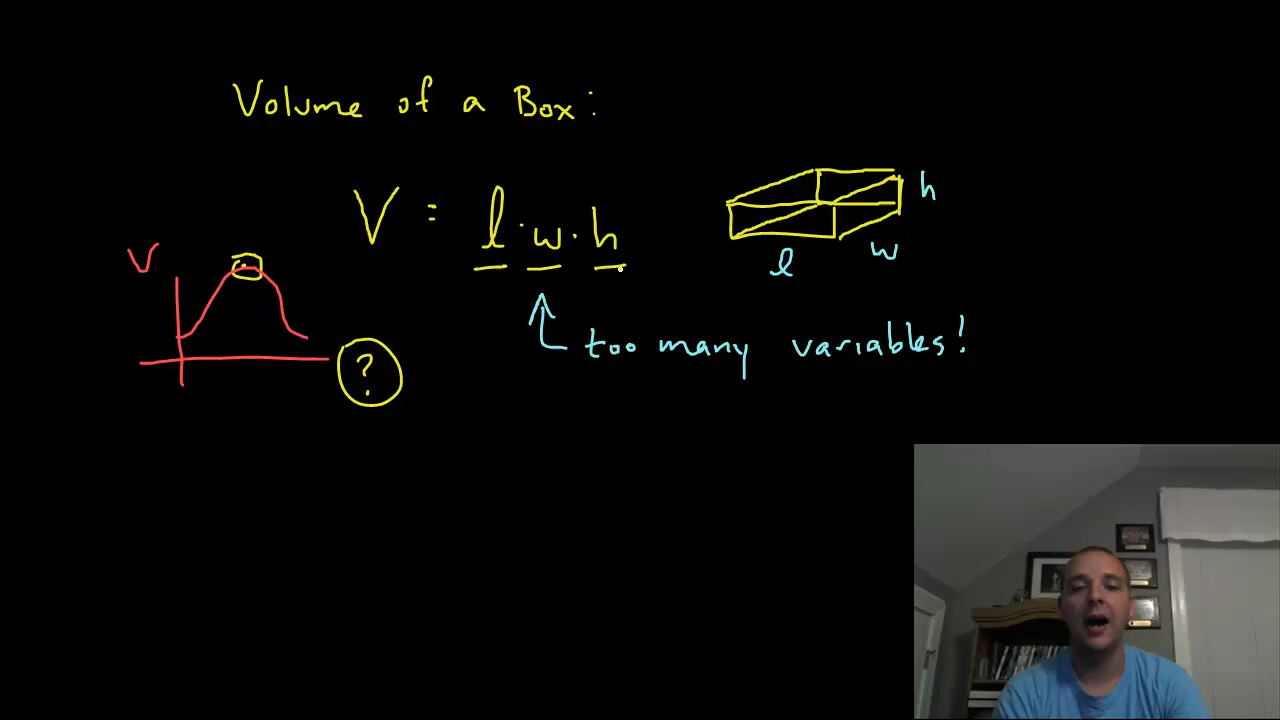 Volume of a Box:
V = l · w · h
h
l
w
V
?
too many variables!